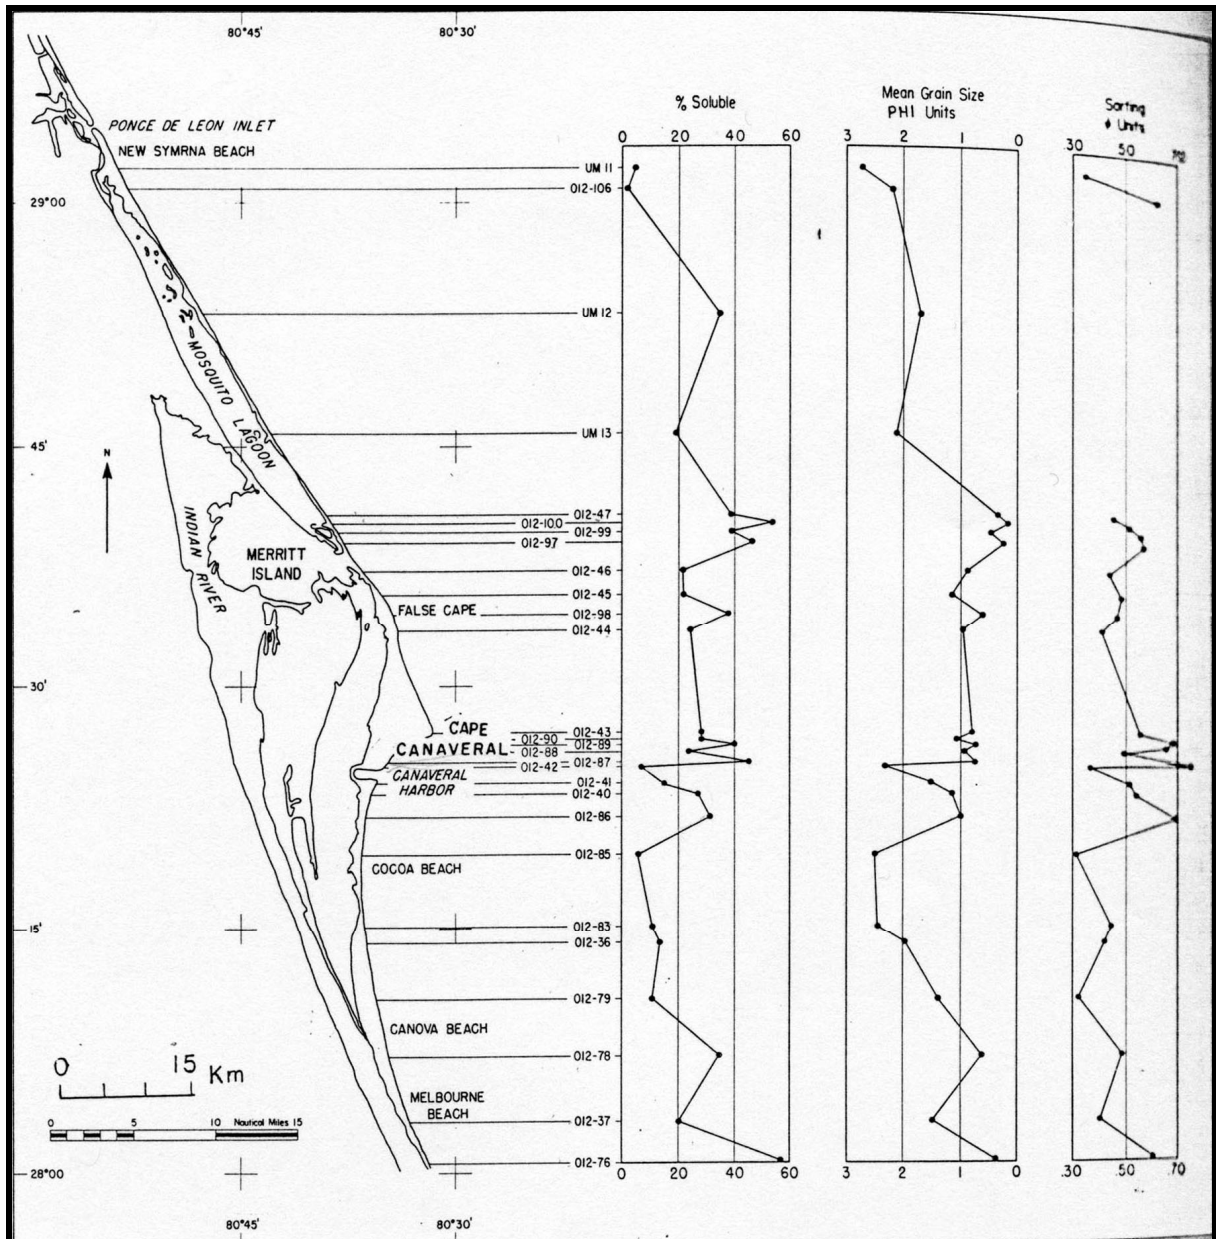 80°45'
80°30'
% Soluble
Mean Grain Size
PHI Units
Sorting
ϕ Units
0 20 40 60
3 2 1 0
.30 .50
PONCE DE LEON INLET
NEW SYMRNA BEACH
UM 11
012-106
29°00
UM 12
MOSQUITO
LAGOON
UM 13
45'
N
INDIAN
RIVER
MERRITT
ISLAND
012-47
012-100
012-99
012-97
012-46
012-45
FALSE CAPE
012-98
012-44
30'
CAPE
CANAVERAL
012-43
012-90
012-89
012-88
012-87
012-42
CANAVERAL
HARBOR
012-41
012-40
012-86
012-85
COCOA BEACH
15'
012-83
012-36
012-79
CANOVA BEACH
012-78
0 15 Km
MELBOURNE
BEACH
012-37
0 5 10 Nautical Miles 15
012-76
0 20 40 60
3 2 1 0
.30 .50 .70
28°00
80°45'
80°30'